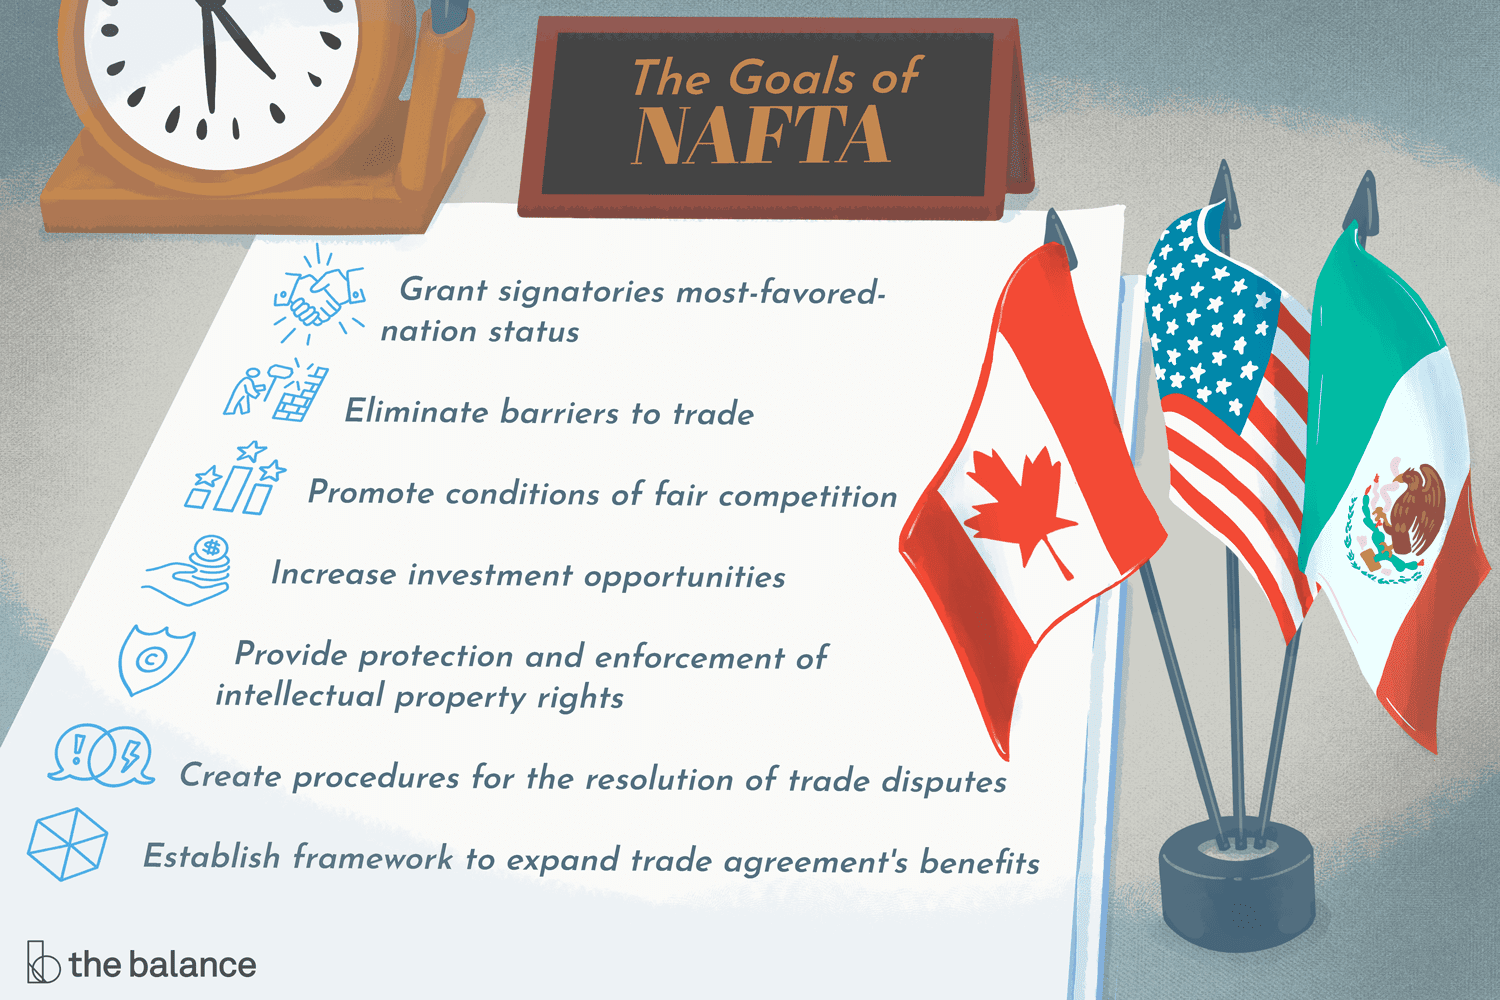 The Goals of
NAFTA
Grant signatories most-favored-
nation status
Eliminate barriers to trade
Promote conditions of fair competition
$
Increase investment opportunities
C
Provide protection and enforcement of
intellectual property rights
!
Create procedures for the resolution of trade disputes
Establish framework to expand trade agreement's benefits
b the balance